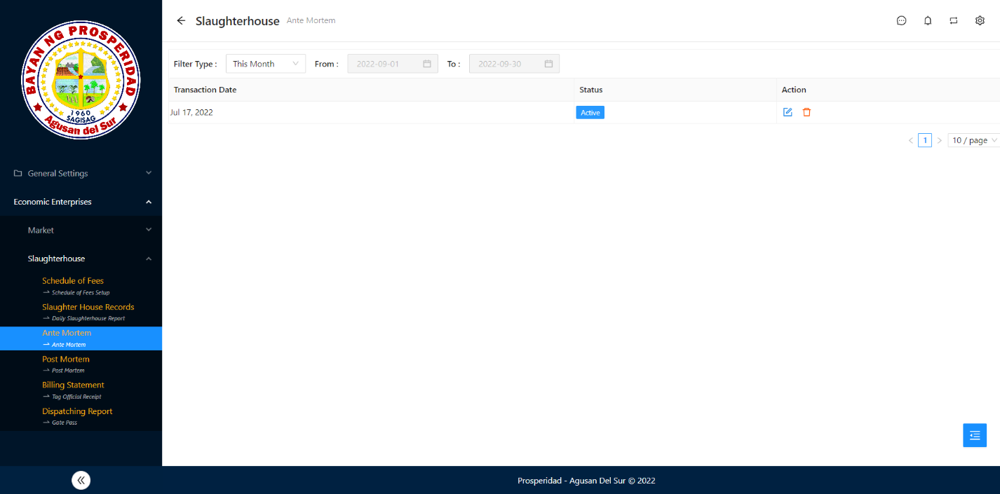 BAYAN NG PROSPERIDAD
1960
SAGISAG
Agusan del Sur
General Settings
Economic Enterprises
Market
Slaughterhouse
Schedule of Fees
Schedule of Fees Setup
Slaughter House Records
Daily Slaughterhouse Report
Ante Mortem
Ante Mortem
Post Mortem
Post Mortem
Billing Statement
Tag Official Receipt
Dispatching Report
Gate Pass
Slaughterhouse Ante Mortem
Filter Type : This Month From : 2022-09-01 To : 2022-09-30
Transaction Date Status Action
Jul 17, 2022 Active
1 10 / page
Prosperidad - Agusan Del Sur © 2022